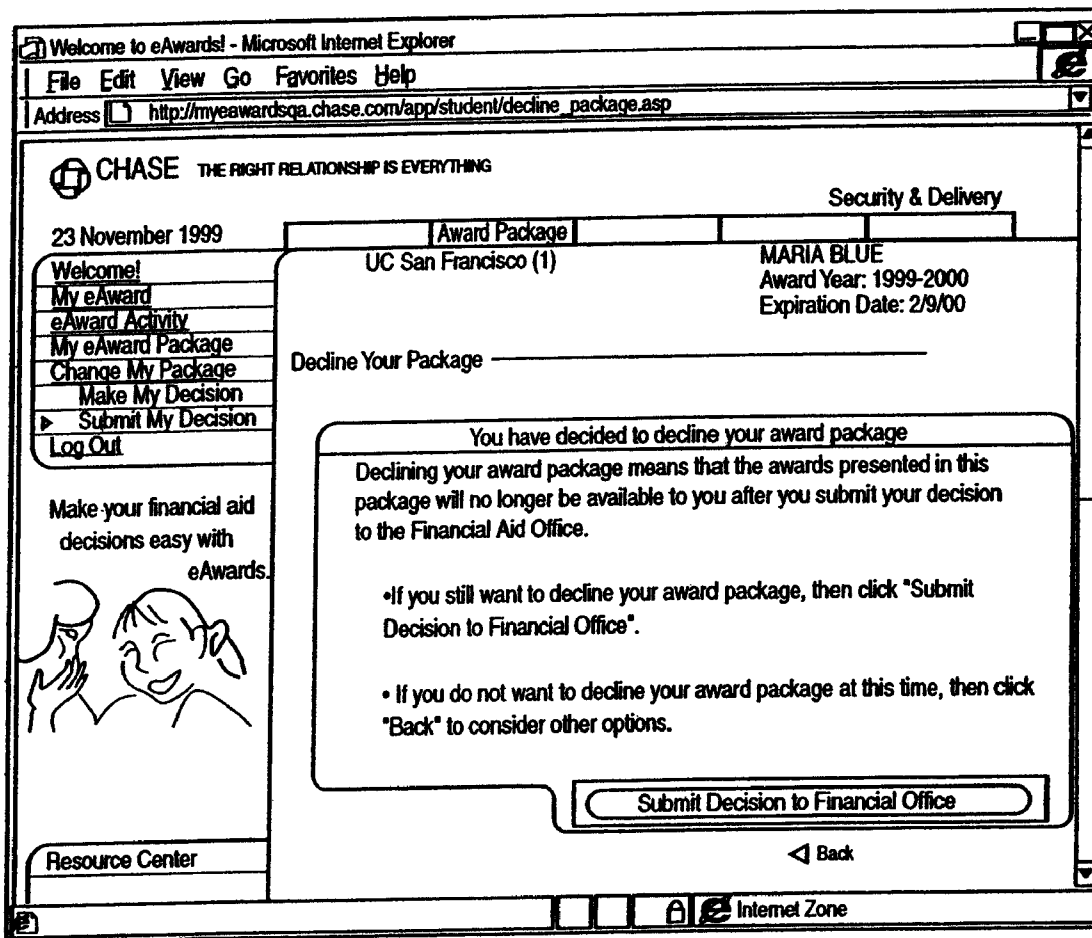 Welcome to eAwards! - Microsoft Internet Explorer
File Edit View Go Favorites Help
Address http://myeawardsqa.chase.com/app/student/decline_package.asp
CHASE THE RIGHT RELATIONSHIP IS EVERYTHING
Security & Delivery
23 November 1999
Award Package
Welcome!
My eAward
eAward Activity
My eAward Package
Change My Package
Make My Decision
Submit My Decision
Log Out
Make your financial aid
decisions easy with
eAwards.
Resource Center
UC San Francisco (1)
MARIA BLUE
Award Year: 1999-2000
Expiration Date: 2/9/00
Decline Your Package
You have decided to decline your award package
Declining your award package means that the awards presented in this
package will no longer be available to you after you submit your decision
to the Financial Aid Office.
•If you still want to decline your award package, then click "Submit
Decision to Financial Office".
• If you do not want to decline your award package at this time, then click
"Back" to consider other options.
Submit Decision to Financial Office
Back
Internet Zone